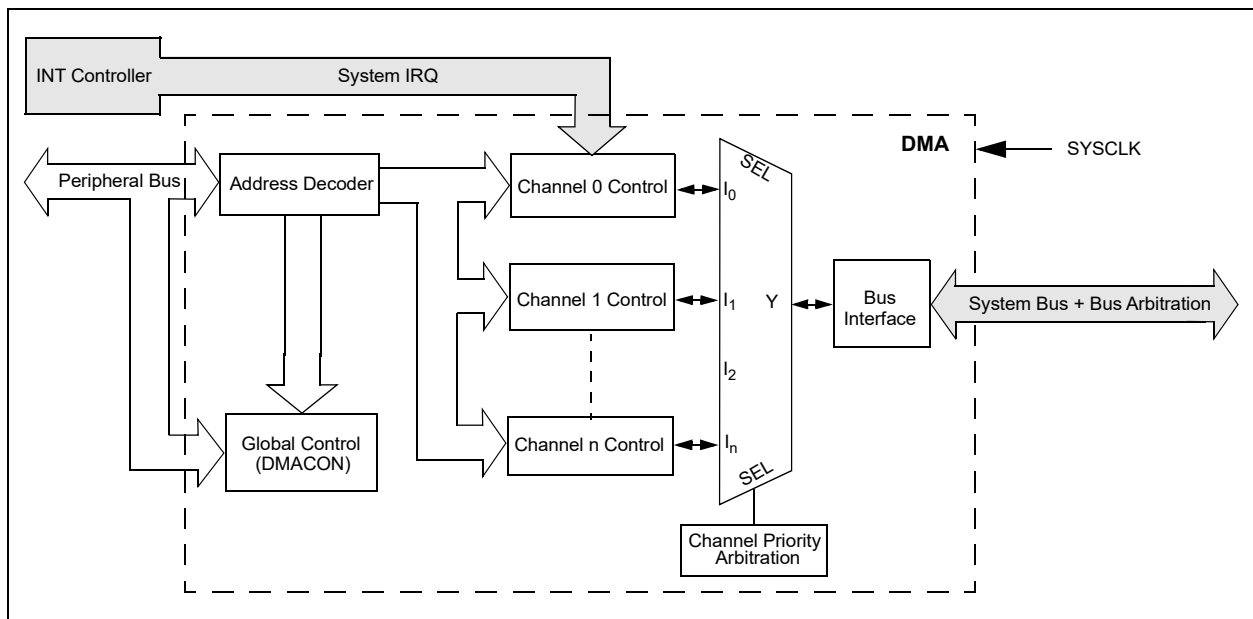 INT Controller
System IRQ
DMA
SYSCLK
Peripheral Bus
Address Decoder
Channel 0 Control
SEL
I0
Channel 1 Control
I1
Y
Bus
Interface
System Bus + Bus Arbitration
I2
Global Control
(DMACON)
Channel n Control
In
SEL
Channel Priority
Arbitration